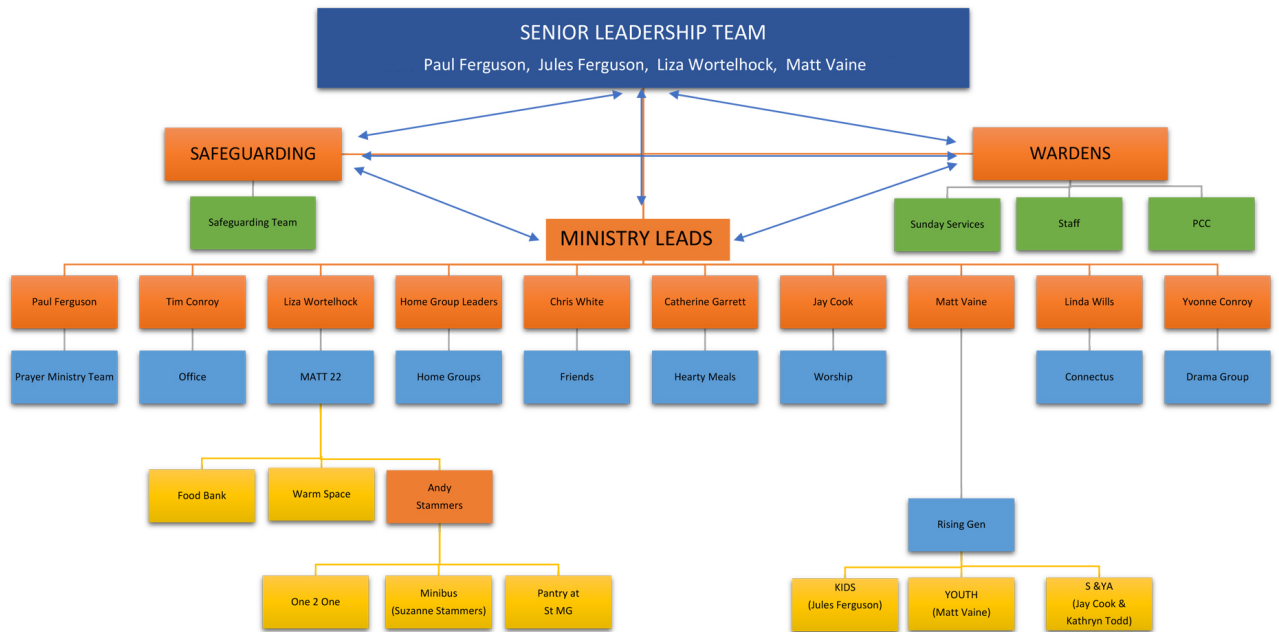 SENIOR LEADERSHIP TEAM
Paul Ferguson, Jules Ferguson, Liza Wortelhock, Matt Vaine
SAFEGUARDING
WARDENS
Safeguarding Team
Sunday Services
Staff
PCC
MINISTRY LEADS
Paul Ferguson
Tim Conroy
Liza Wortelhock
Home Group Leaders
Chris White
Catherine Garrett
Jay Cook
Matt Vaine
Linda Wills
Yvonne Conroy
Prayer Ministry Team
Office
MATT 22
Home Groups
Friends
Hearty Meals
Worship
Connectus
Drama Group
Food Bank
Warm Space
Andy
Stammers
Rising Gen
One 2 One
Minibus
(Suzanne Stammers)
Pantry at
St MG
KIDS
(Jules Ferguson)
YOUTH
(Matt Vaine)
S &YA
(Jay Cook &
Kathryn Todd)